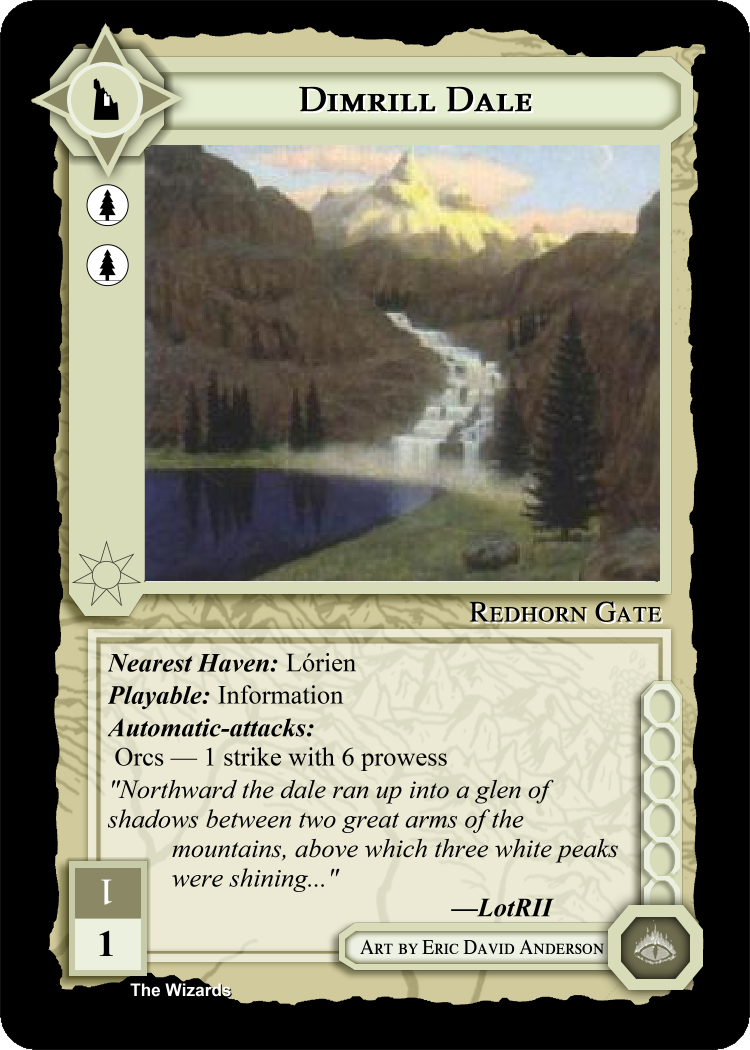 Dimrill Dale
Redhorn Gate
Nearest Haven: Lórien
Playable: Information
Automatic-attacks:
Orcs — 1 strike with 6 prowess
"Northward the dale ran up into a glen of
shadows between two great arms of the
mountains, above which three white peaks
were shining..."
—LotRII
1
1
Art by Eric David Anderson
The Wizards